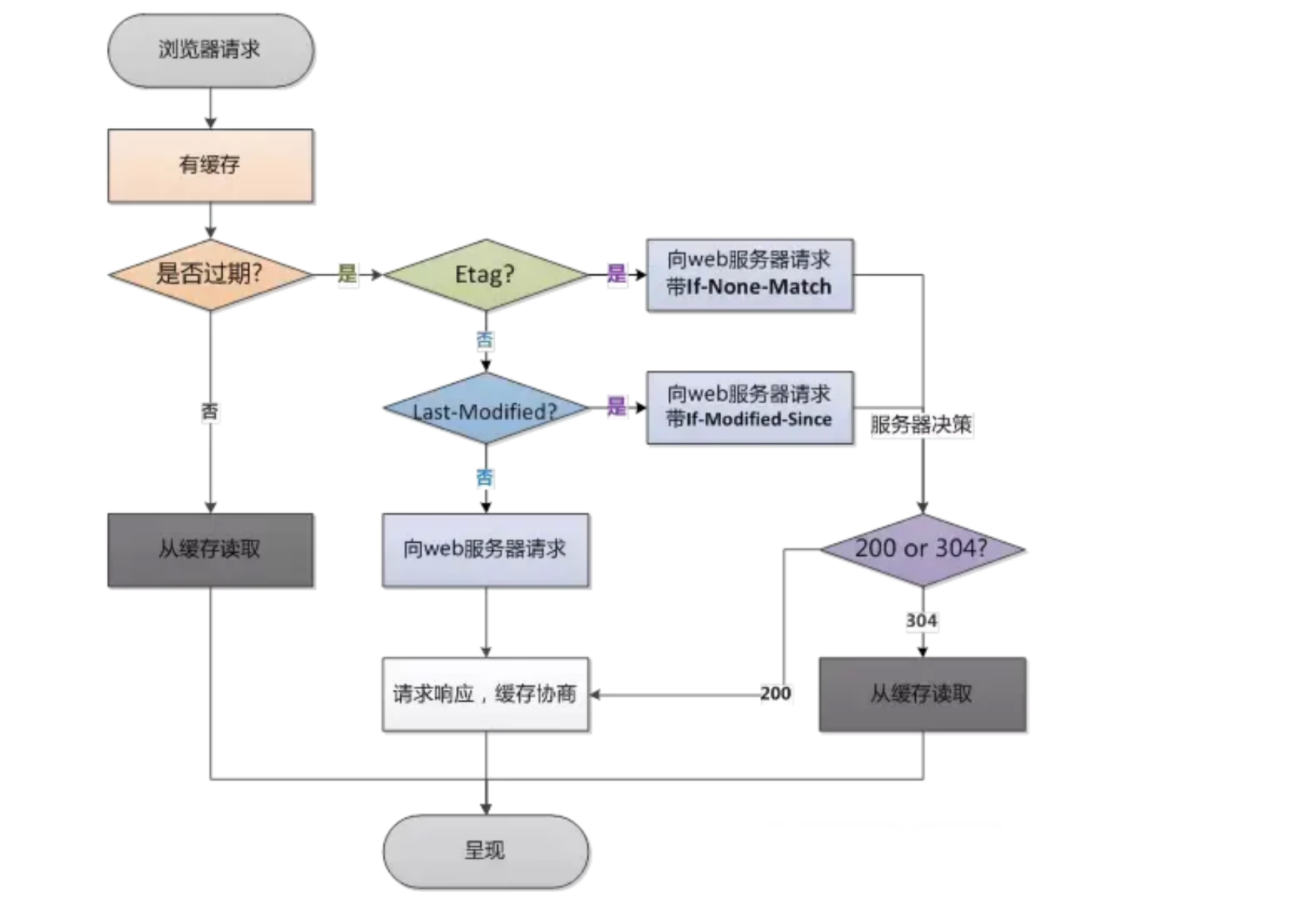 浏览器请求
有缓存
是否过期?
是
Etag?
是
向web服务器请求
带If-None-Match
否
Last-Modified?
是
向web服务器请求
带If-Modified-Since
否
服务器决策
否
从缓存读取
向web服务器请求
200 or 304?
304
请求响应，缓存协商
200
从缓存读取
呈现